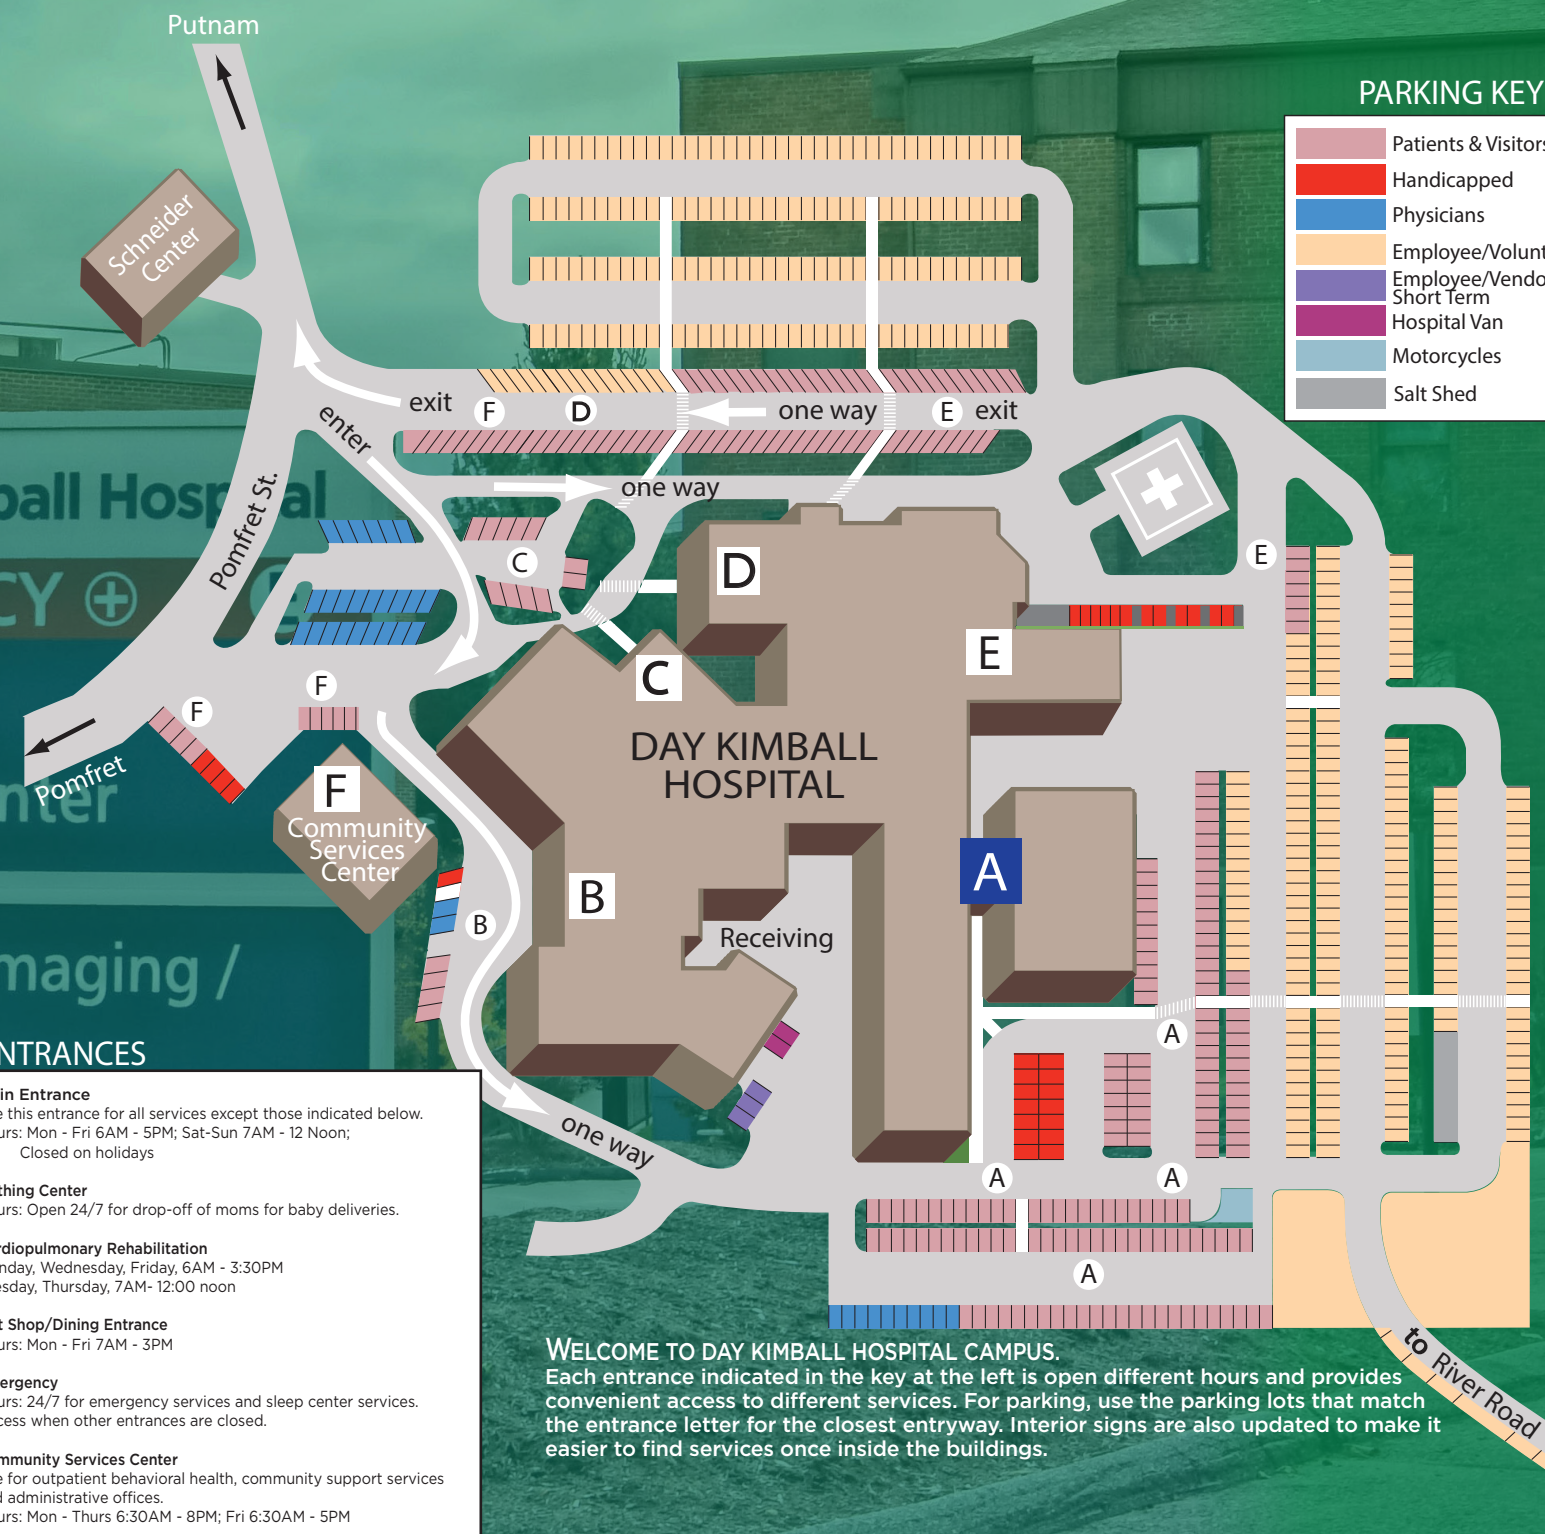 Putnam
PARKING KEY
Patients & Visitors
Handicapped
Physicians
Employee/Volunt
Employee/Vendo
Short Term
Hospital Van
Motorcycles
Salt Shed
Schneider
Center
exit
F
D
one way
E
exit
enter
one way
Pomfret St.
ball Hospital
CY
C
D
E
E
C
F
F
Pomfret
nter
DAY KIMBALL
HOSPITAL
F
Community
Services
Center
A
B
B
Receiving
maging /
A
one way
A
A
A
to River Road
NTRANCES
in Entrance
e this entrance for all services except those indicated below.
urs: Mon - Fri 6AM - 5PM; Sat-Sun 7AM - 12 Noon;
Closed on holidays
thing Center
urs: Open 24/7 for drop-off of moms for baby deliveries.
rdiopulmonary Rehabilitation
nday, Wednesday, Friday, 6AM - 3:30PM
esday, Thursday, 7AM- 12:00 noon
t Shop/Dining Entrance
urs: Mon - Fri 7AM - 3PM
ergency
urs: 24/7 for emergency services and sleep center services.
cess when other entrances are closed.
mmunity Services Center
e for outpatient behavioral health, community support services
d administrative offices.
urs: Mon - Thurs 6:30AM - 8PM; Fri 6:30AM - 5PM
WELCOME TO DAY KIMBALL HOSPITAL CAMPUS.
Each entrance indicated in the key at the left is open different hours and provides
convenient access to different services. For parking, use the parking lots that match
the entrance letter for the closest entryway. Interior signs are also updated to make it
easier to find services once inside the buildings.